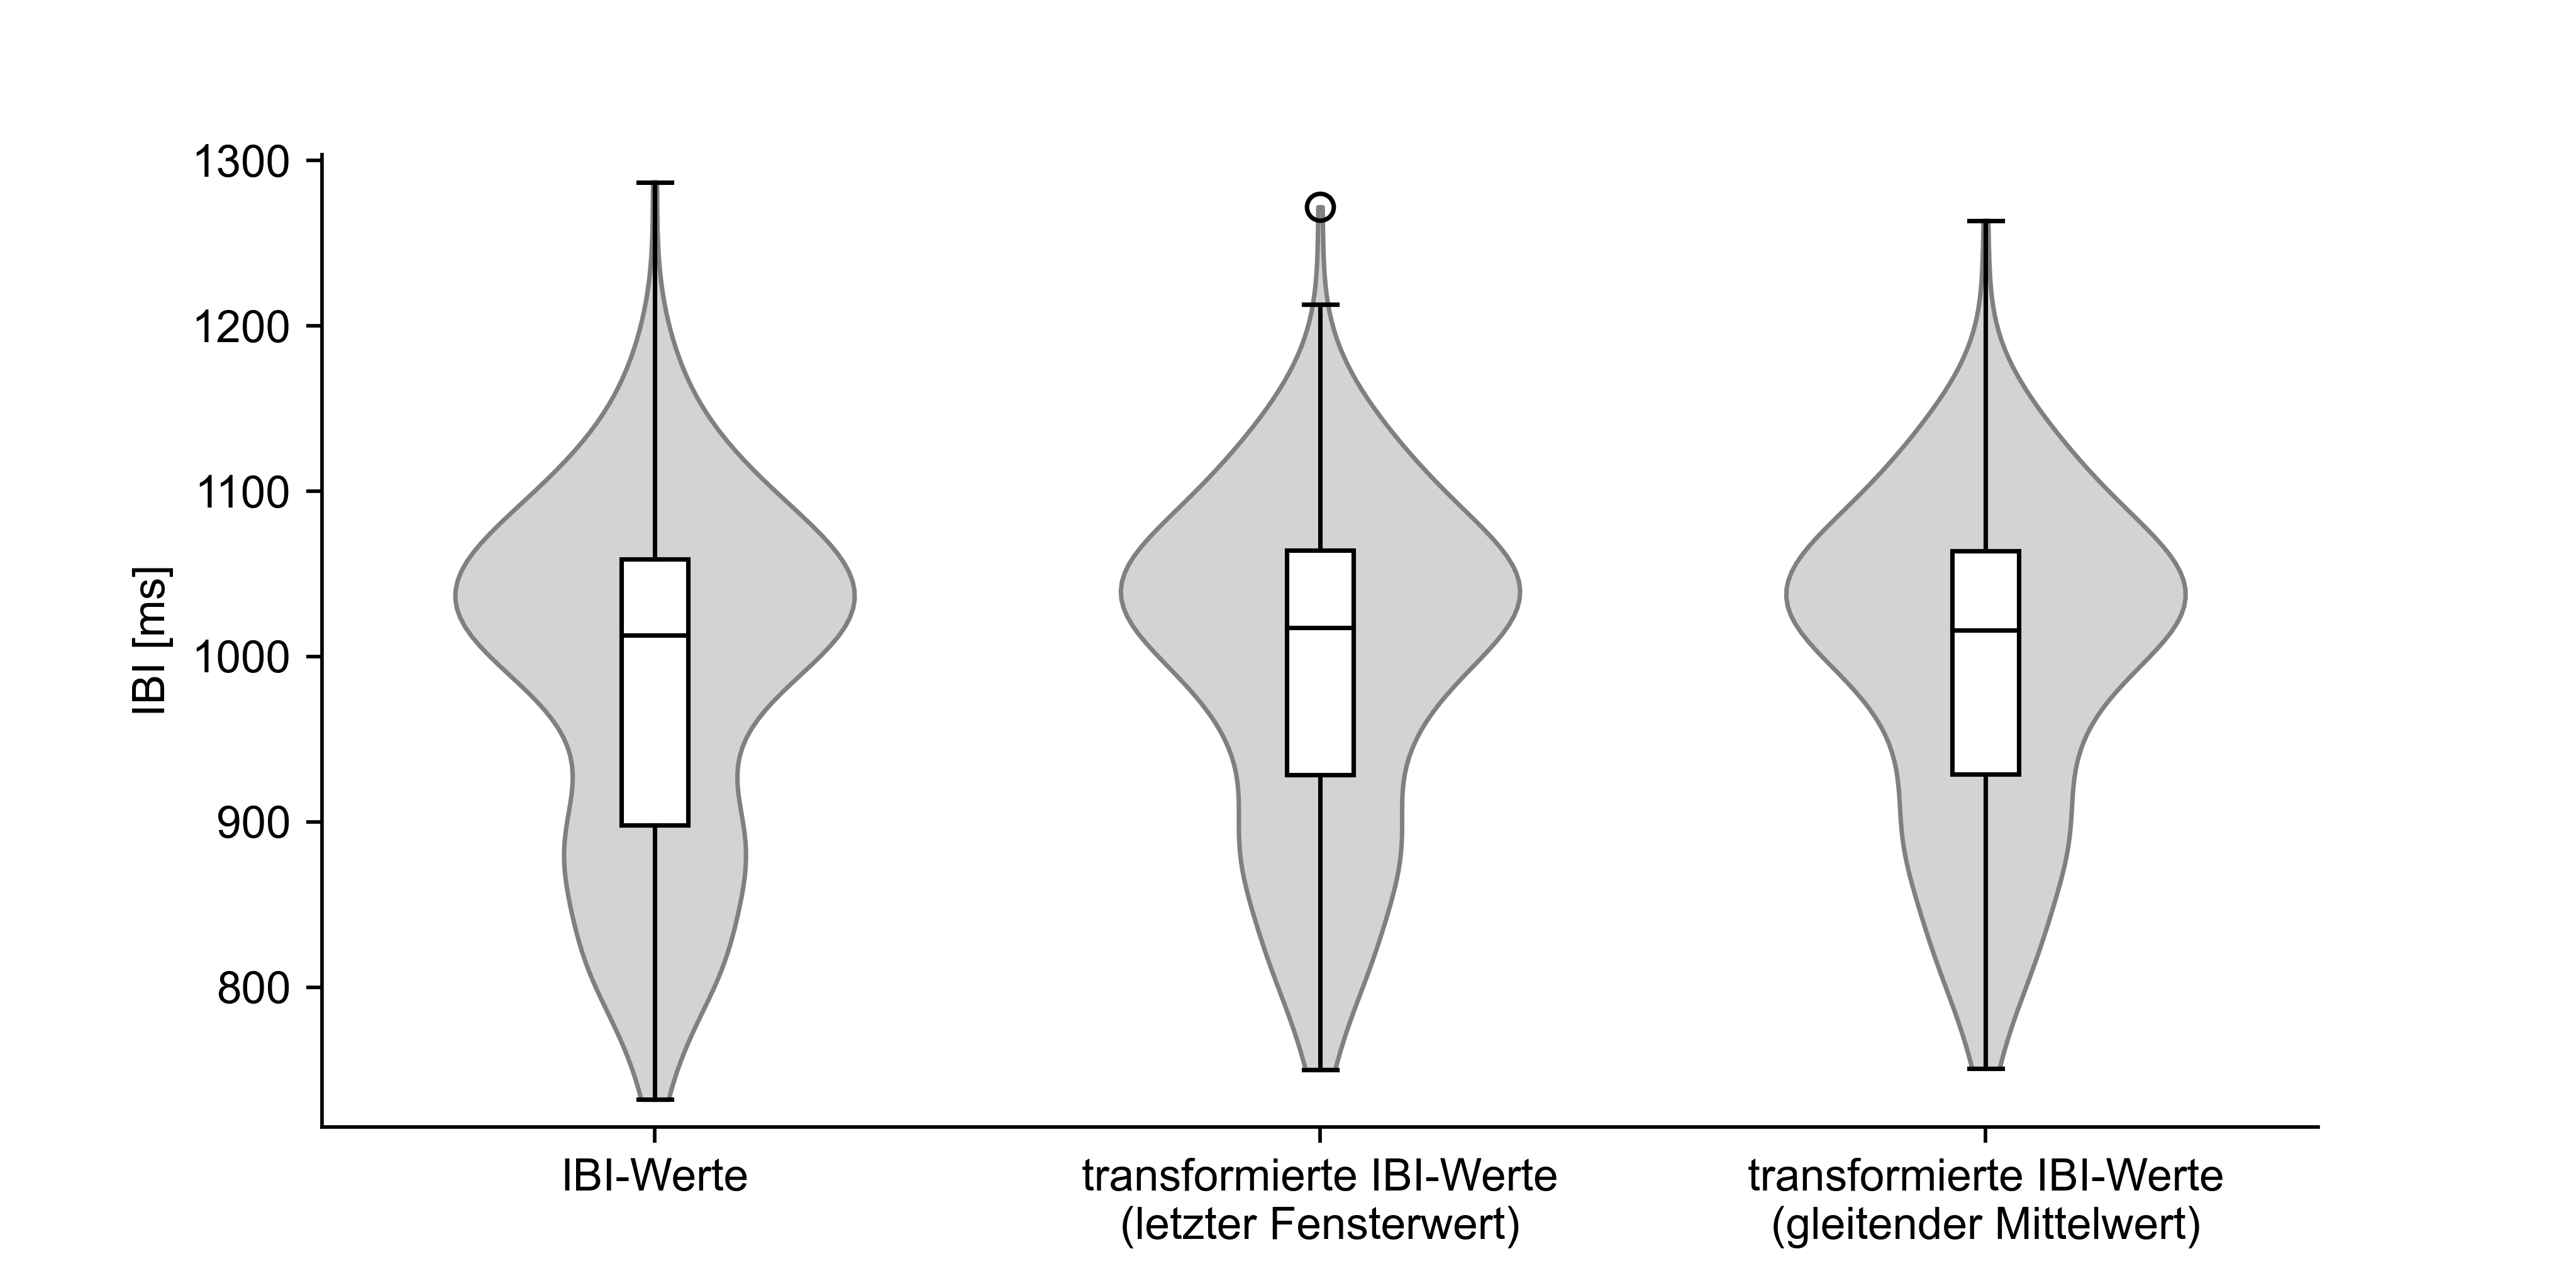 1300
1200
1100
1000
900
800
IBI [ms]
IBI-Werte
transformierte IBI-Werte
(letzter Fensterwert)
transformierte IBI-Werte
(gleitender Mittelwert)